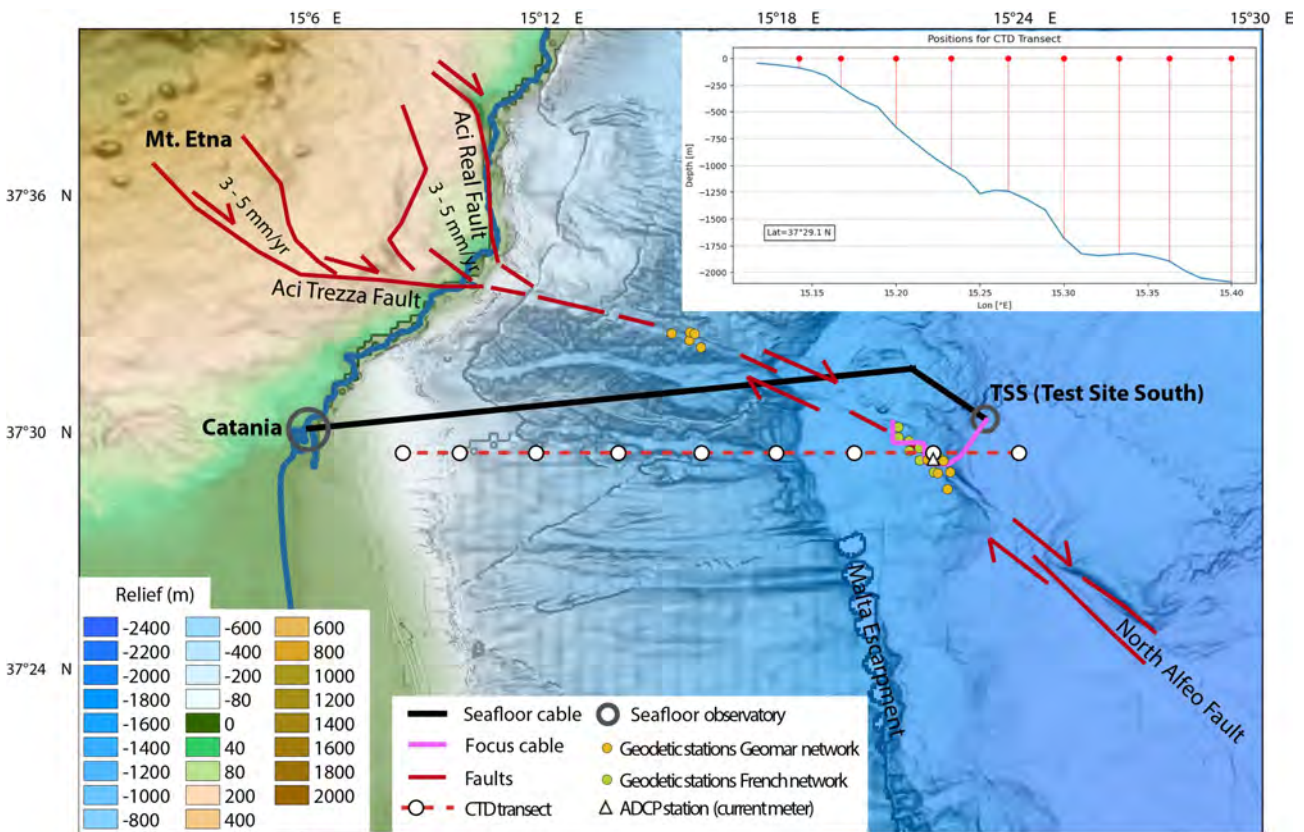 15°6 E 15°12 E 15°18 E 15°24 E 15°30 E
37°36 N
37°30 N
37°24 N
Mt. Etna
3 - 5 mm/yr
3 - 5 mm/yr
Aci Real Fault
Aci Trezza Fault
Catania
TSS (Test Site South)
Malta Escarpment
North Alfeo Fault
Positions for CTD Transect
Depth [m]
0
−250
−500
−750
−1000
−1250
−1500
−1750
−2000
Lat=37°29.1 N
15.15 15.20 15.25 15.30 15.35 15.40
Lon [°E]
Relief (m)
-2400 -600 600
-2200 -400 800
-2000 -200 1000
-1800 -80 1200
-1600 0 1400
-1400 40 1600
-1200 80 1800
-1000 200 2000
-800 400
Seafloor cable Seafloor observatory
Focus cable Geodetic stations Geomar network
Faults Geodetic stations French network
CTD transect ADCP station (current meter)